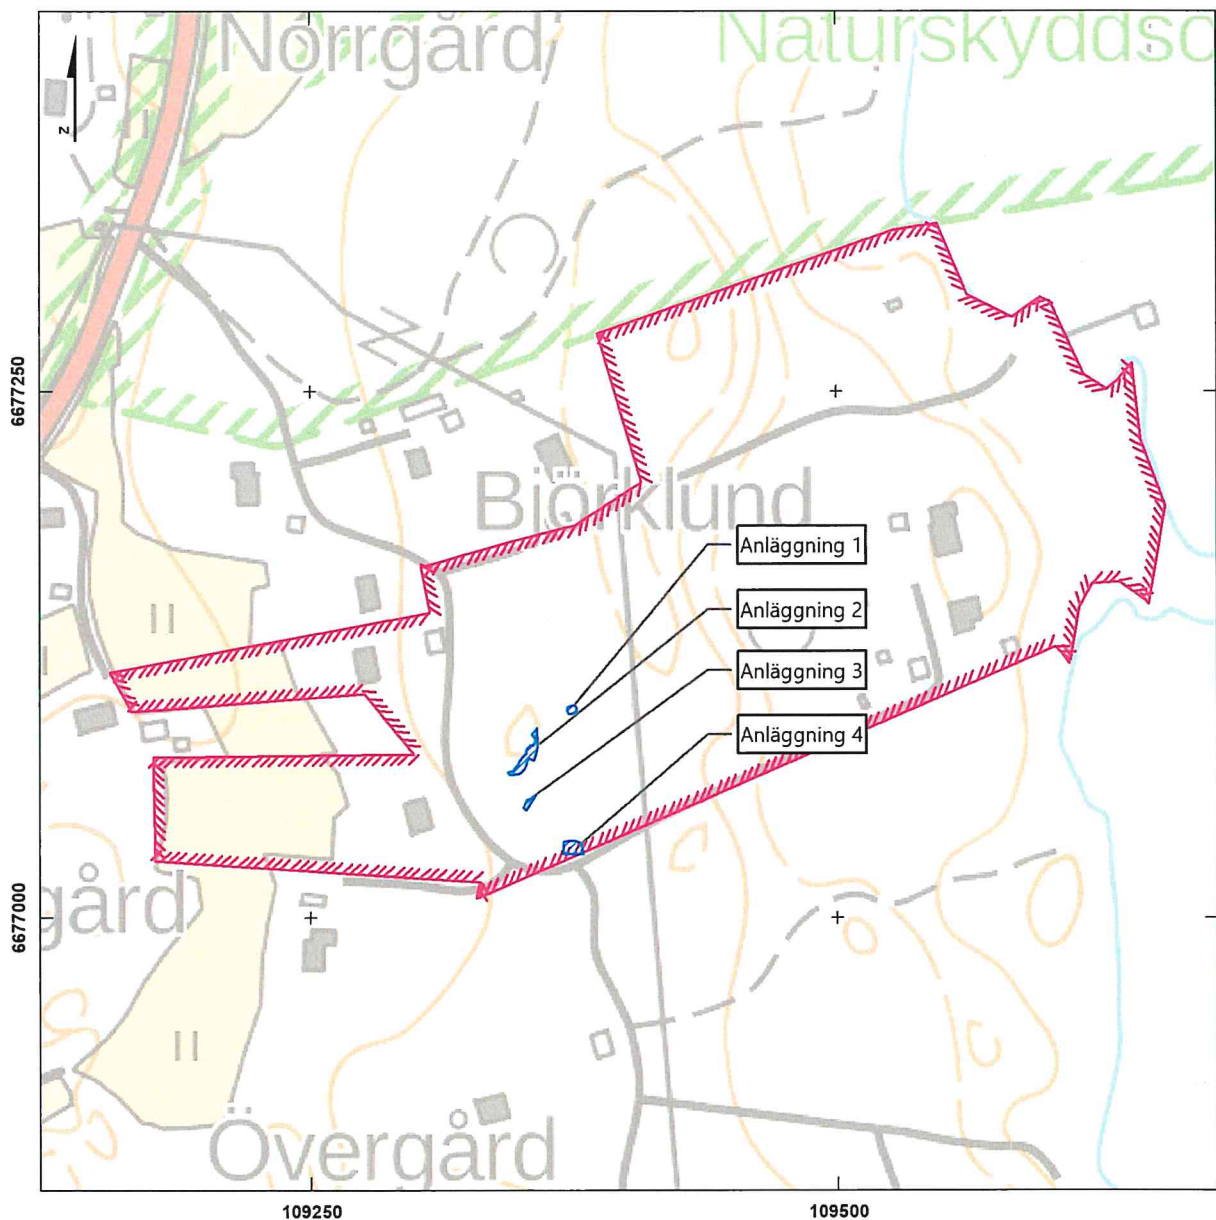 Norrgård
Naturskyddso
z
6677250
Björklund
Anläggning 1
Anläggning 2
Anläggning 3
Anläggning 4
gård
6677000
Övergård
109250
109500